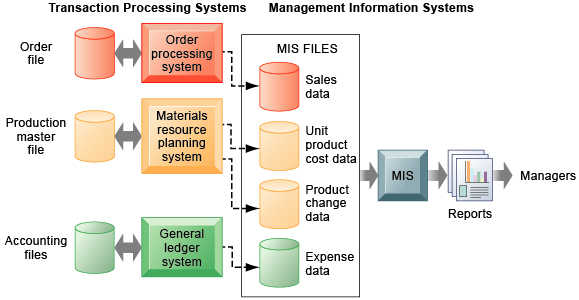 Transaction Processing Systems
Management Information Systems
Order
file
Order
processing
system
MIS FILES
Sales
data
Production
master
file
Materials
resource
planning
system
Unit
product
cost data
Product
change
data
MIS
Reports
Managers
Accounting
files
General
ledger
system
Expense
data